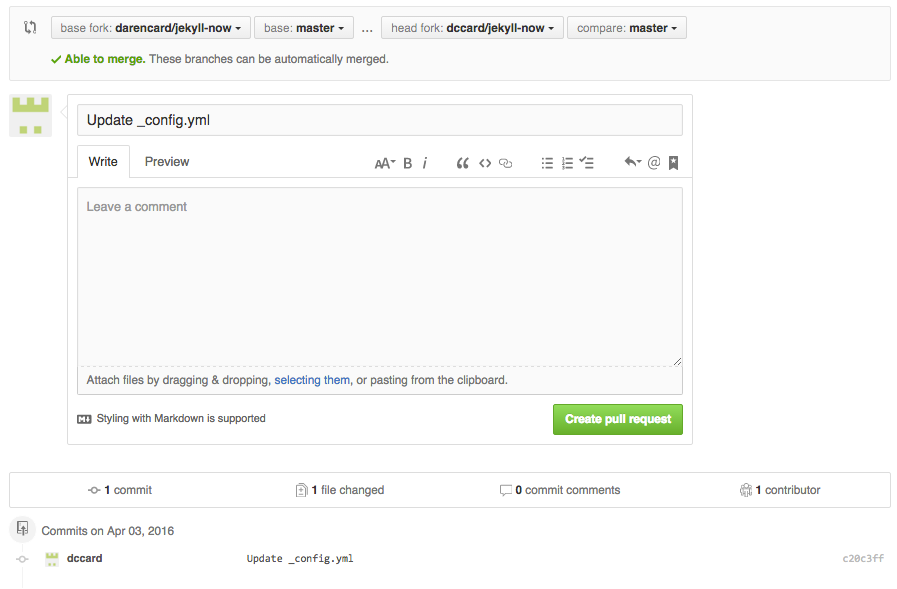 base fork: darencard/jekyll-now base: master ... head fork: dccard/jekyll-now compare: master
Able to merge. These branches can be automatically merged.
Update _config.yml
Write Preview AA B i “ <> @
Leave a comment
Attach files by dragging & dropping, selecting them, or pasting from the clipboard.
M Styling with Markdown is supported Create pull request
1 commit 1 file changed 0 commit comments 1 contributor
Commits on Apr 03, 2016
dccard Update _config.yml c20c3ff